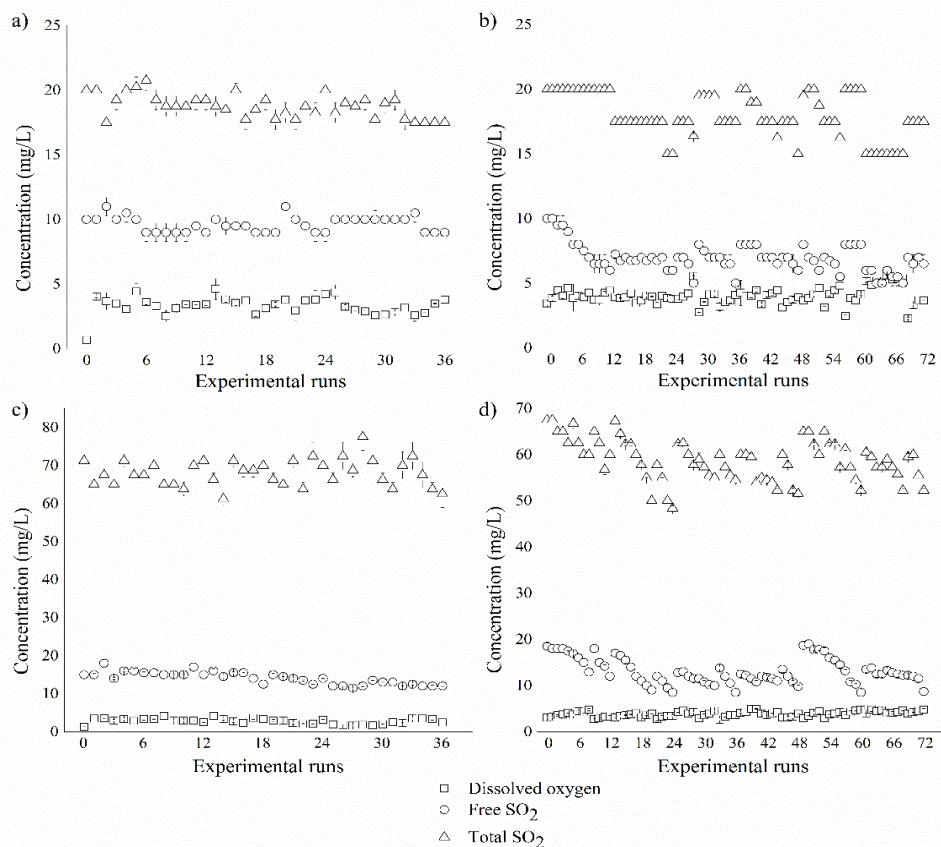 a)
25
20
15
10
5
0
Concentration (mg/L)
0 6 12 18 24 30 36
Experimental runs
b)
25
20
15
10
5
0
Concentration (mg/L)
0 6 12 18 24 30 36 42 48 54 60 66 72
Experimental runs
c)
80
70
60
50
40
30
20
10
0
Concentration (mg/L)
0 6 12 18 24 30 36
Experimental runs
d)
70
60
50
40
30
20
10
0
Concentration (mg/L)
0 6 12 18 24 30 36 42 48 54 60 66 72
Experimental runs
Dissolved oxygen
Free SO2
Total SO2